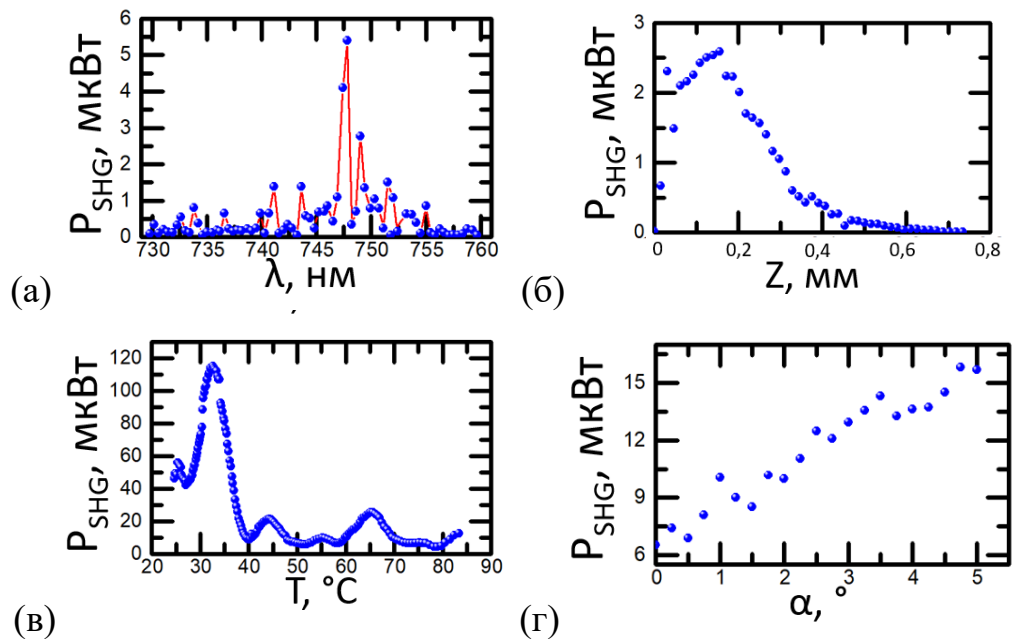 6
5
4
3
2
1
0
P_SHG, мкВт
730 735 740 745 750 755 760
λ, нм
(а)
3
2
1
0
P_SHG, мкВт
0 0,2 0,4 0,6 0,8
Z, мм
(б)
120
100
80
60
40
20
0
P_SHG, мкВт
20 30 40 50 60 70 80 90
T, °C
(в)
15
12
9
6
P_SHG, мкВт
0 1 2 3 4 5
α, °
(г)